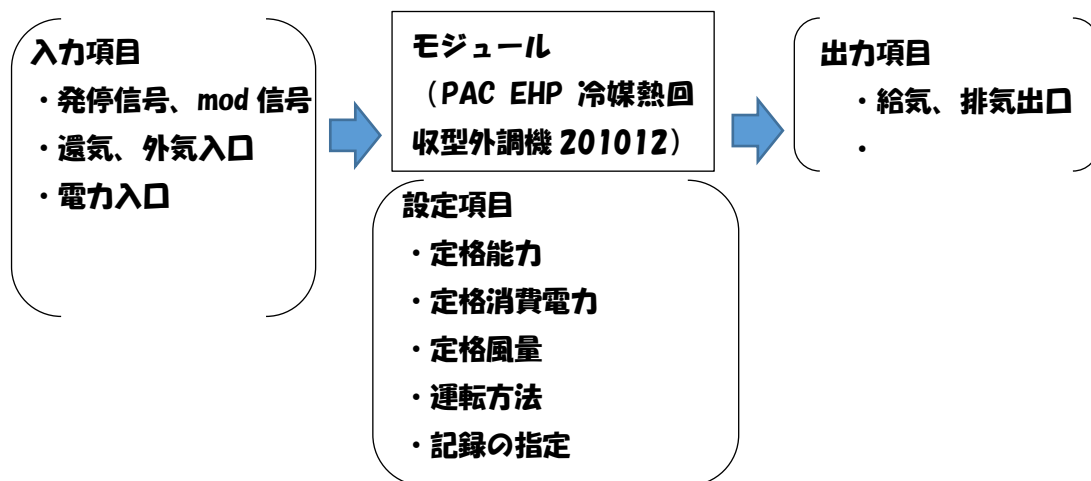 入力項目
・発停信号、mod 信号
・還気、外気入口
・電力入口
モジュール
（PAC EHP 冷媒熱回
収型外調機 201012）
設定項目
・定格能力
・定格消費電力
・定格風量
・運転方法
・記録の指定
出力項目
・給気、排気出口
・